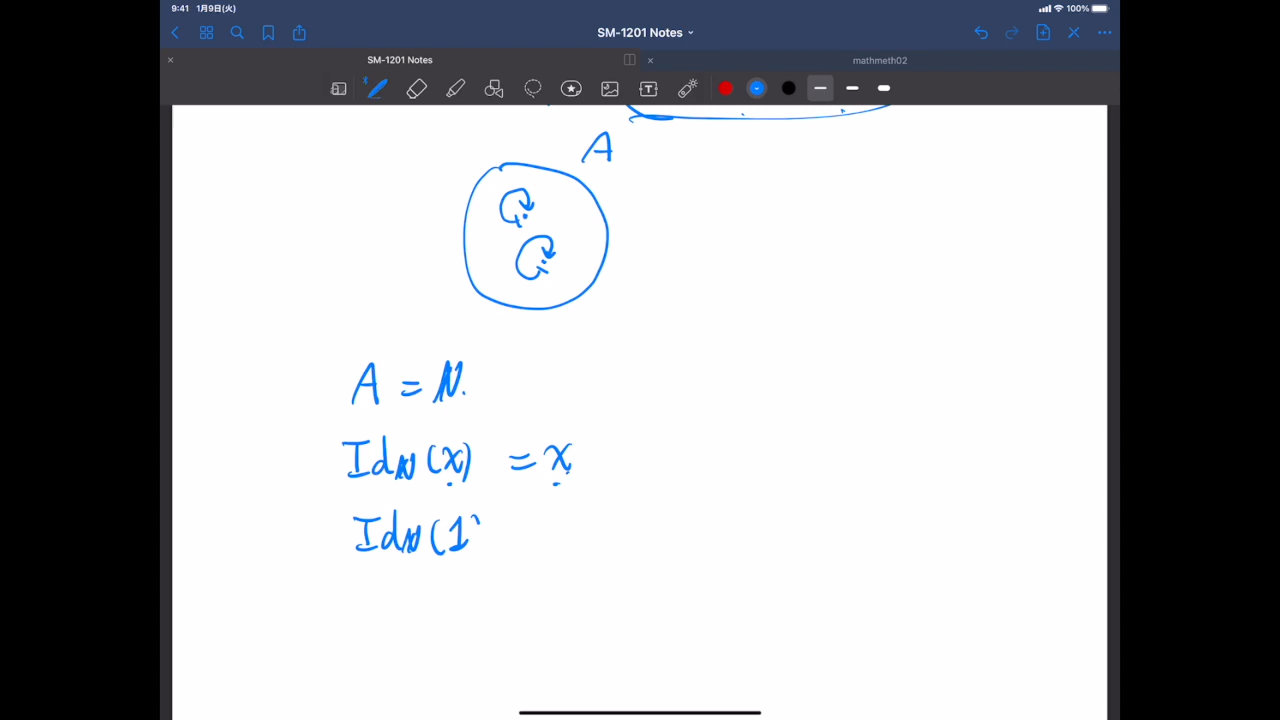 9:41 1月9日(火) 100%
SM-1201 Notes
SM-1201 Notes mathmeth02
A
A = ℕ.
Idℕ(x) = x
Idℕ(1)